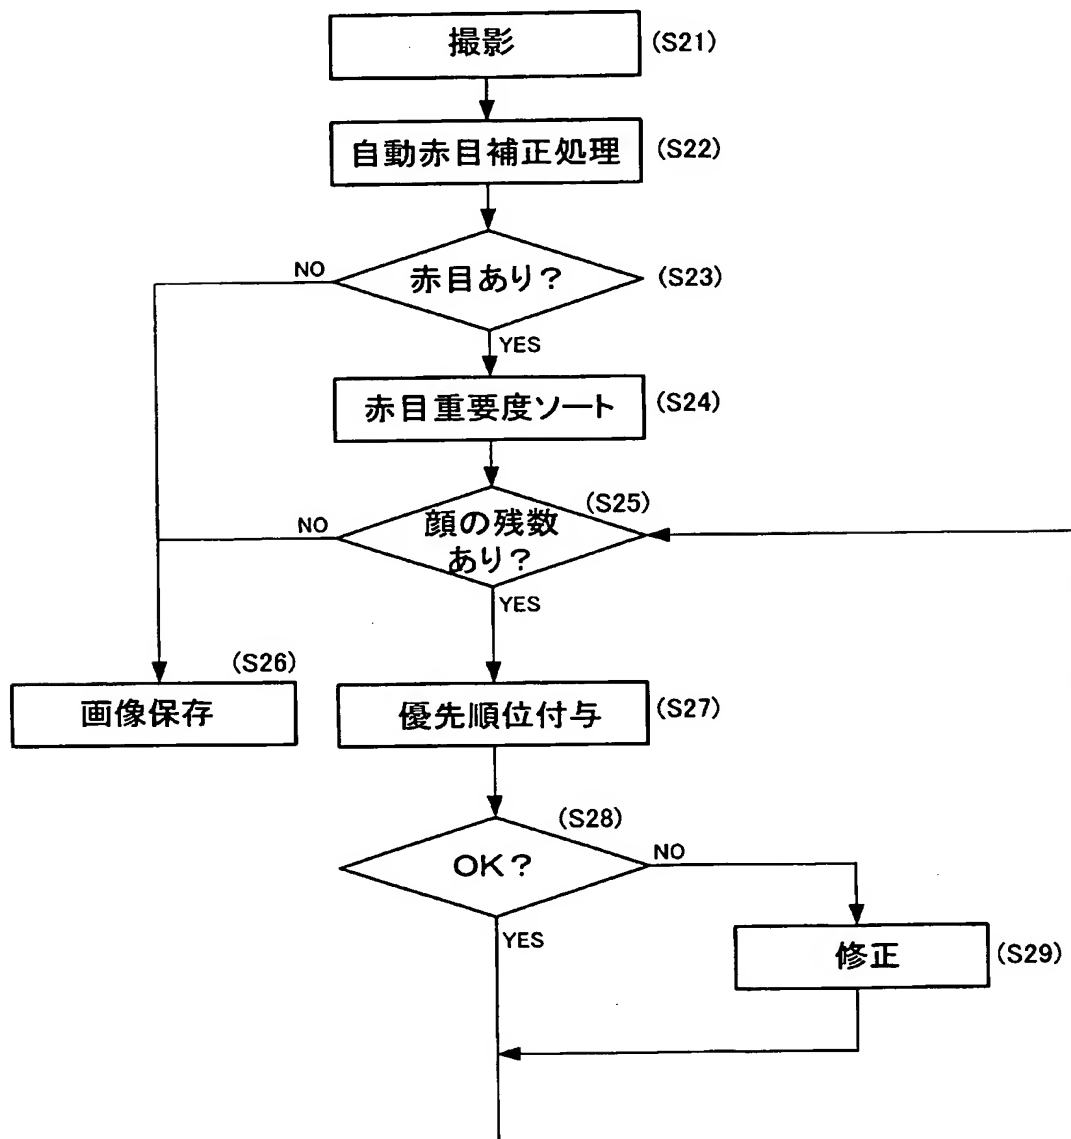 撮影
(S21)
自動赤目補正処理
(S22)
赤目あり？
(S23)
NO
YES
赤目重要度ソート
(S24)
顔の残数
あり？
(S25)
NO
YES
(S26)
画像保存
優先順位付与
(S27)
(S28)
OK？
NO
YES
修正
(S29)